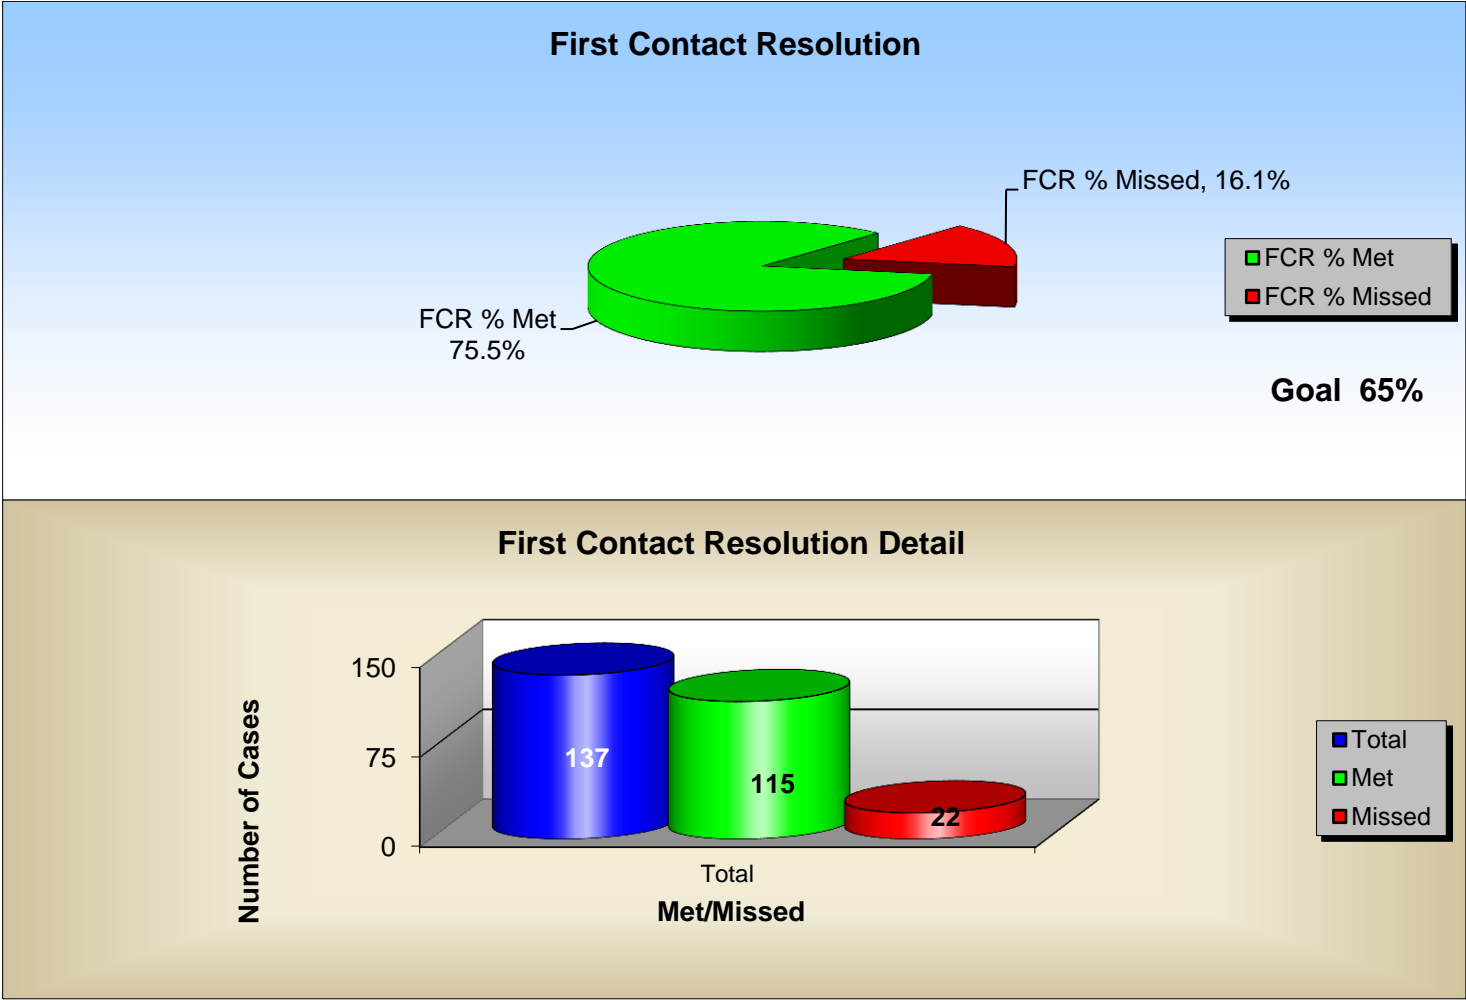 First Contact Resolution
FCR % Missed, 16.1%
FCR % Met
75.5%
FCR % Met
FCR % Missed
Goal 65%
First Contact Resolution Detail
Number of Cases
150
75
0
137
115
22
Total
Met/Missed
Total
Met
Missed